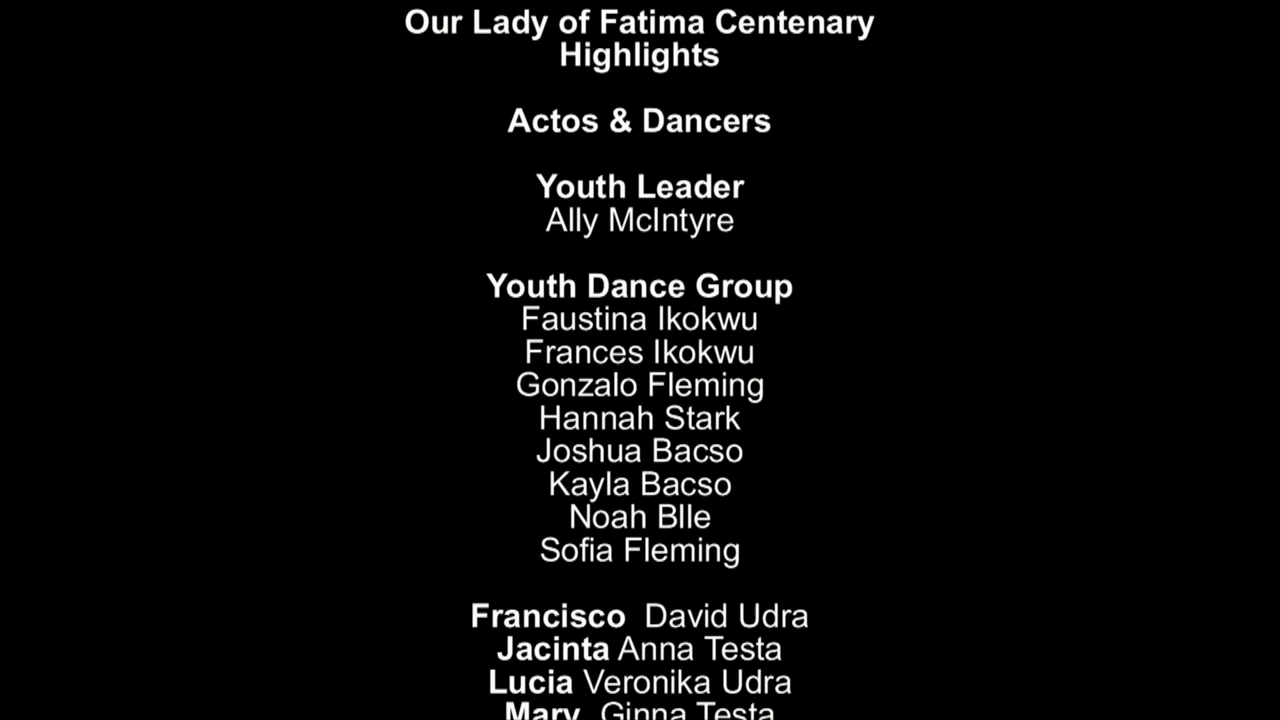 Our Lady of Fatima Centenary
Highlights
Actos & Dancers
Youth Leader
Ally McIntyre
Youth Dance Group
Faustina Ikokwu
Frances Ikokwu
Gonzalo Fleming
Hannah Stark
Joshua Bacso
Kayla Bacso
Noah Blle
Sofia Fleming
Francisco David Udra
Jacinta Anna Testa
Lucia Veronika Udra
Mary Ginna Testa